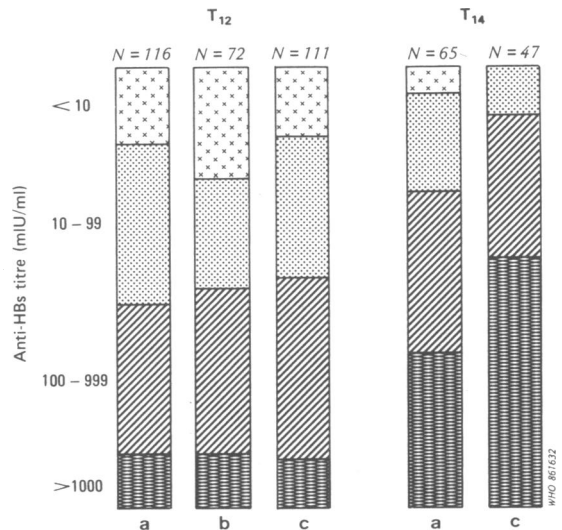 T12 T14
N = 116 N = 72 N = 111 N = 65 N = 47
Anti-HBs titre (mIU/ml)
< 10
10 – 99
100 – 999
>1000
a b c a c
WHO 861632